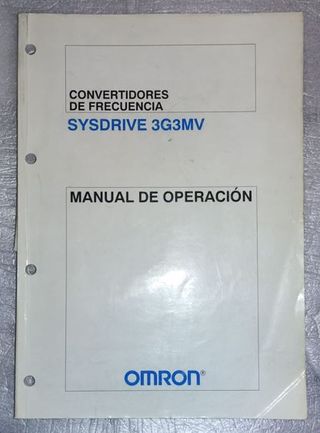 CONVERTIDORES
DE FRECUENCIA
SYSDRIVE 3G3MV
MANUAL DE OPERACIÓN
OMRON®